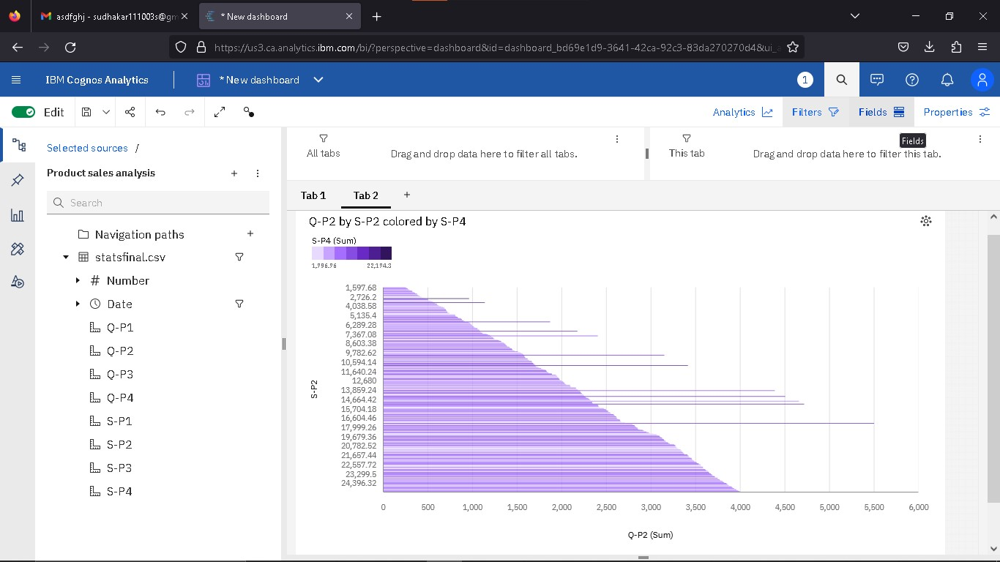 asdfghj - sudhakar111003s@gm
* New dashboard
https://us3.ca.analytics.ibm.com/bi/?perspective=dashboard&id=dashboard_bd69e1d9-3641-42ca-92c3-83da270270d4&ui_a
IBM Cognos Analytics
* New dashboard
1
Edit
Analytics
Filters
Fields
Properties
Fields
Selected sources /
Product sales analysis
Search
Navigation paths
statsfinal.csv
Number
Date
Q-P1
Q-P2
Q-P3
Q-P4
S-P1
S-P2
S-P3
S-P4
All tabs
Drag and drop data here to filter all tabs.
This tab
Drag and drop data here to filter this tab.
Tab 1
Tab 2
Q-P2 by S-P2 colored by S-P4
S-P4 (Sum)
1,796.76 22,194.3
S-P2
1,597.68
2,726.2
4,038.58
5,135.4
6,289.08
7,367.08
8,603.38
9,782.62
10,594.14
11,640.24
12,680
13,859.24
14,664.42
15,704.18
16,604.46
17,999.26
19,679.36
20,782.52
21,657.44
22,557.72
23,299.5
24,396.32
0 500 1,000 1,500 2,000 2,500 3,000 3,500 4,000 4,500 5,000 5,500 6,000
Q-P2 (Sum)